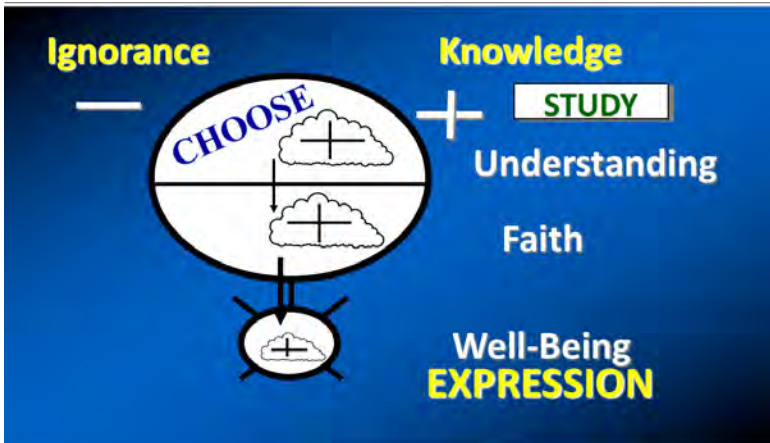 Ignorance
Knowledge
CHOOSE
STUDY
Understanding
Faith
Well-Being
EXPRESSION